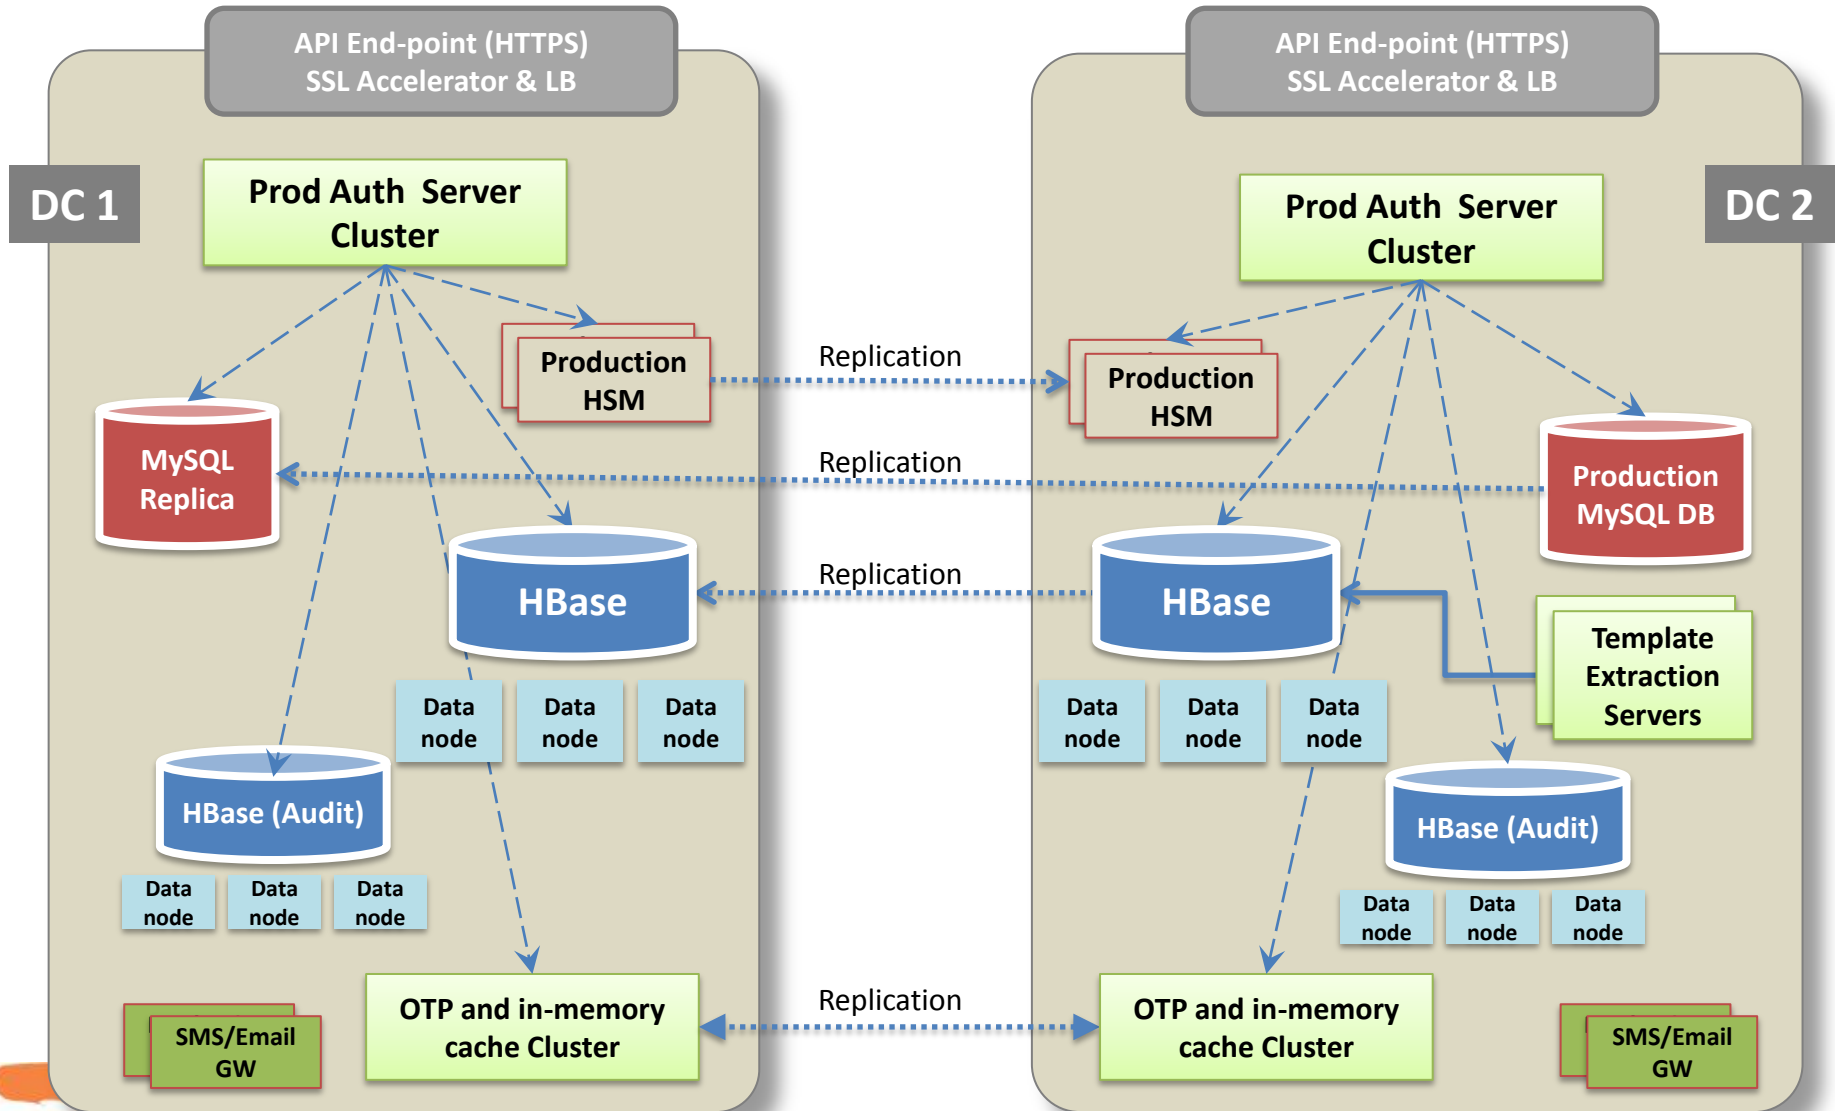 API End-point (HTTPS)
SSL Accelerator & LB
API End-point (HTTPS)
SSL Accelerator & LB
DC 1
Prod Auth  Server
Cluster
Prod Auth  Server
Cluster
DC 2
Production
HSM
Replication
Production
HSM
MySQL
Replica
Replication
Production
MySQL DB
HBase
Replication
HBase
Template
Extraction
Servers
Data
node
Data
node
Data
node
Data
node
Data
node
Data
node
HBase (Audit)
HBase (Audit)
Data
node
Data
node
Data
node
Data
node
Data
node
Data
node
OTP and in-memory
cache Cluster
Replication
OTP and in-memory
cache Cluster
SMS/Email
GW
SMS/Email
GW